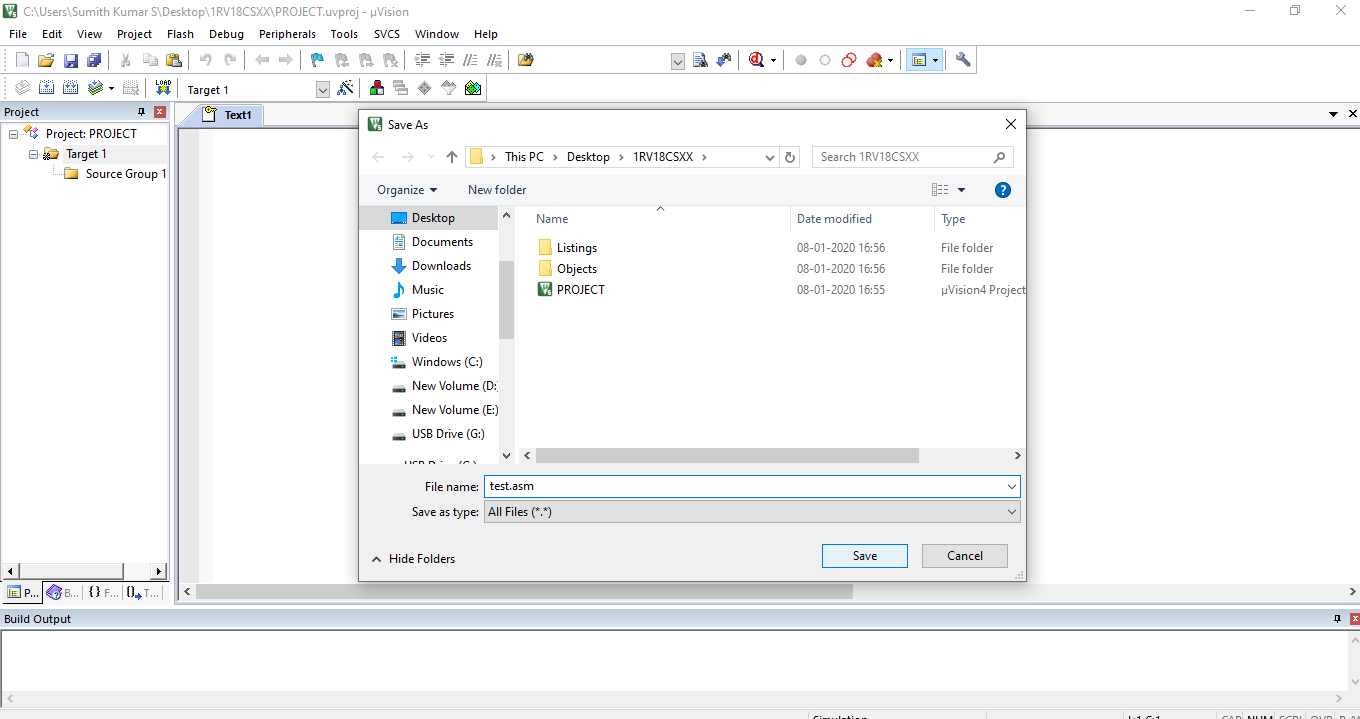 C:\Users\Sumith Kumar S\Desktop\1RV18CSXX\PROJECT.uvproj - µVision
File Edit View Project Flash Debug Peripherals Tools SVCS Window Help
LOAD Target 1
Project
Text1
Project: PROJECT
Target 1
Source Group 1
Save As
This PC > Desktop > 1RV18CSXX >
Search 1RV18CSXX
Organize New folder
Desktop
Documents
Downloads
Music
Pictures
Videos
Windows (C:)
New Volume (D:
New Volume (E:)
USB Drive (G:)
Name Date modified Type
Listings 08-01-2020 16:56 File folder
Objects 08-01-2020 16:56 File folder
PROJECT 08-01-2020 16:55 µVision4 Project
File name: test.asm
Save as type: All Files (*.*)
Hide Folders Save Cancel
P... B... {} F... T...
Build Output
Simulation